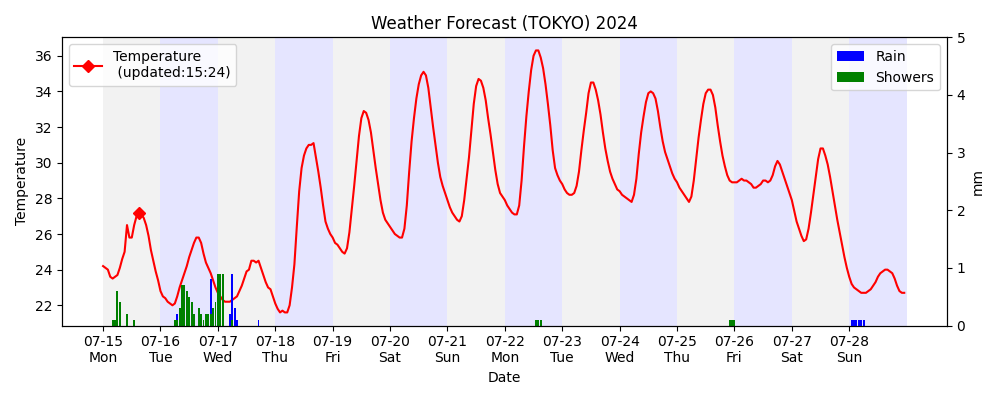 Weather Forecast (TOKYO) 2024
Temperature
(updated:15:24)
Rain
Showers
Temperature
36
34
32
30
28
26
24
22
5
4
3
2
1
0
mm
07-15 07-16 07-17 07-18 07-19 07-20 07-21 07-22 07-23 07-24 07-25 07-26 07-27 07-28
Mon Tue Wed Thu Fri Sat Sun Mon Tue Wed Thu Fri Sat Sun
Date